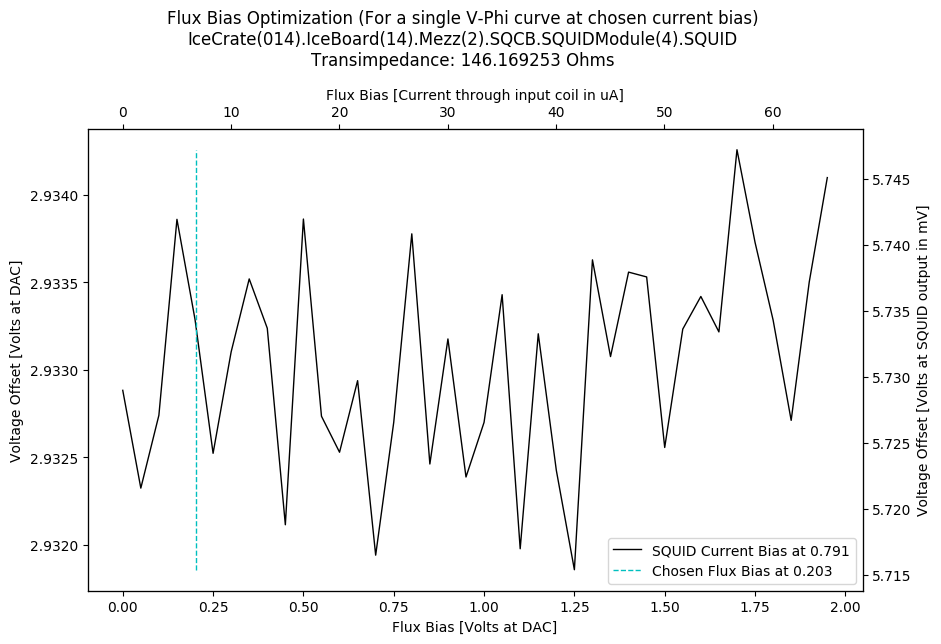 Flux Bias Optimization (For a single V-Phi curve at chosen current bias)
IceCrate(014).IceBoard(14).Mezz(2).SQCB.SQUIDModule(4).SQUID
Transimpedance: 146.169253 Ohms
Flux Bias [Current through input coil in uA]
0 10 20 30 40 50 60
Voltage Offset [Volts at DAC]
2.9340
2.9335
2.9330
2.9325
2.9320
5.745
5.740
5.735
5.730
5.725
5.720
5.715
Voltage Offset [Volts at SQUID output in mV]
SQUID Current Bias at 0.791
Chosen Flux Bias at 0.203
0.00 0.25 0.50 0.75 1.00 1.25 1.50 1.75 2.00
Flux Bias [Volts at DAC]